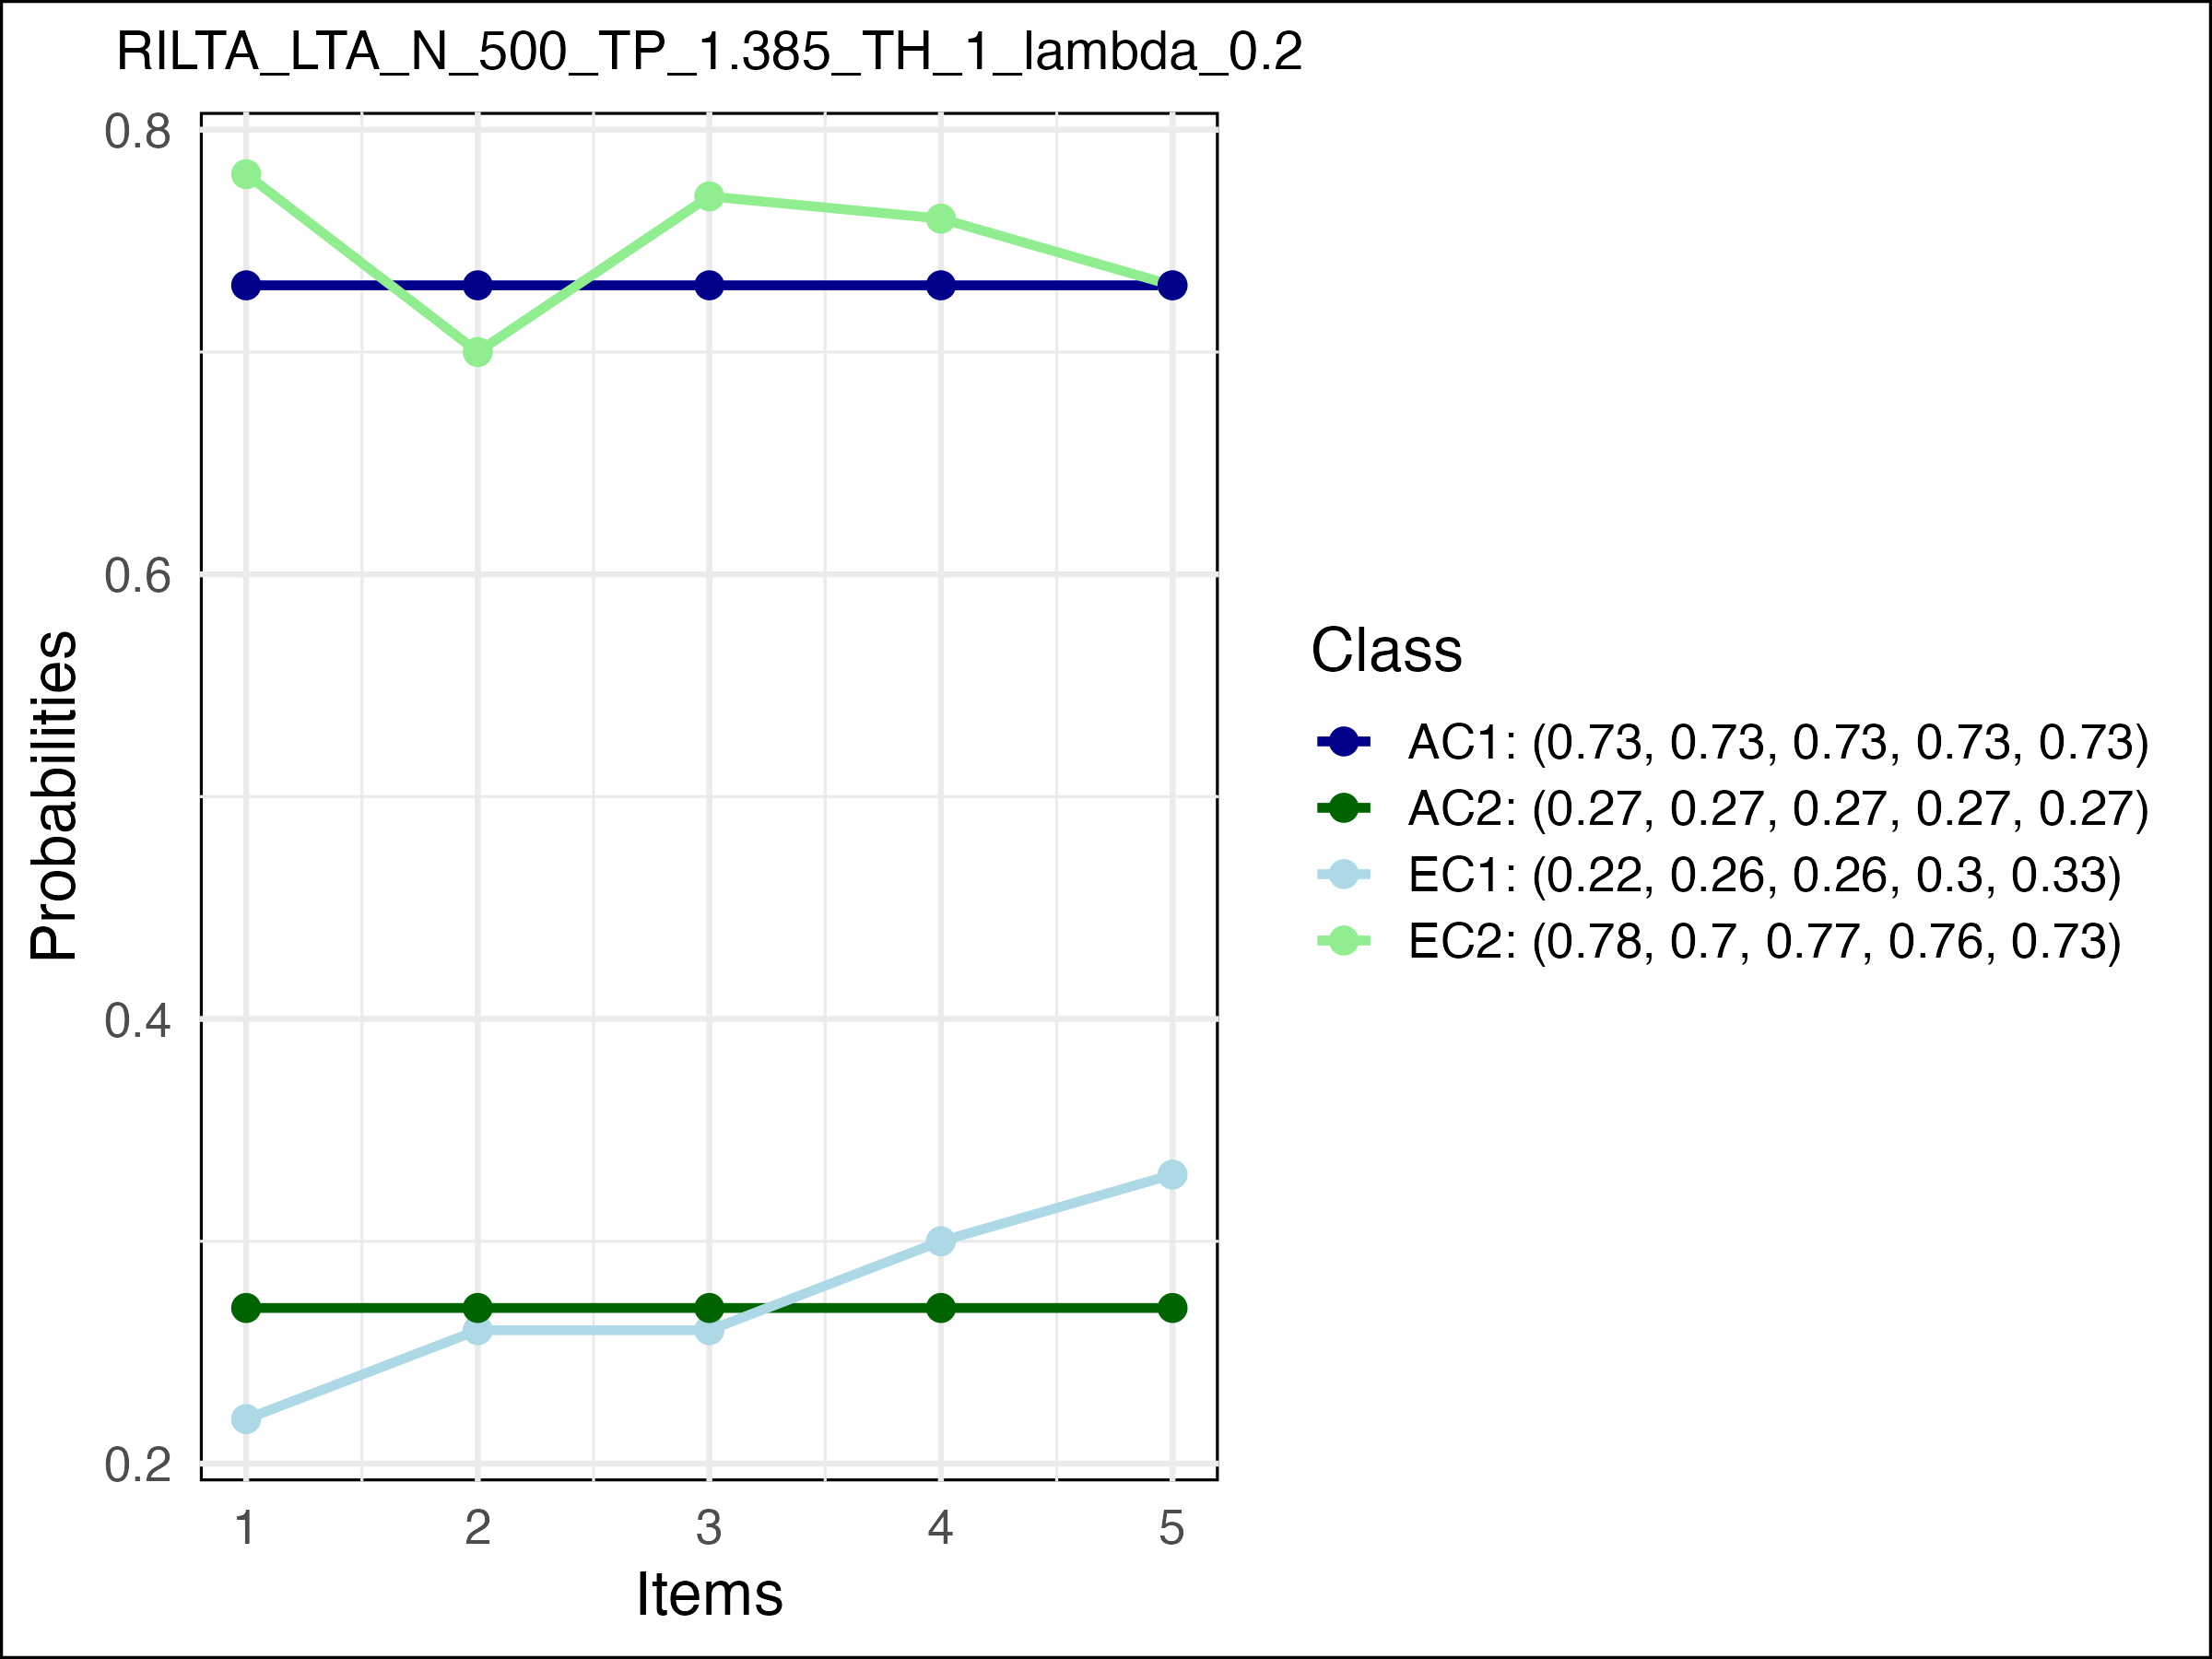 RILTA_LTA_N_500_TP_1.385_TH_1_lambda_0.2
0.8
0.6
0.4
0.2
Probabilities
1 2 3 4 5
Items
Class
AC1: (0.73, 0.73, 0.73, 0.73, 0.73)
AC2: (0.27, 0.27, 0.27, 0.27, 0.27)
EC1: (0.22, 0.26, 0.26, 0.3, 0.33)
EC2: (0.78, 0.7, 0.77, 0.76, 0.73)